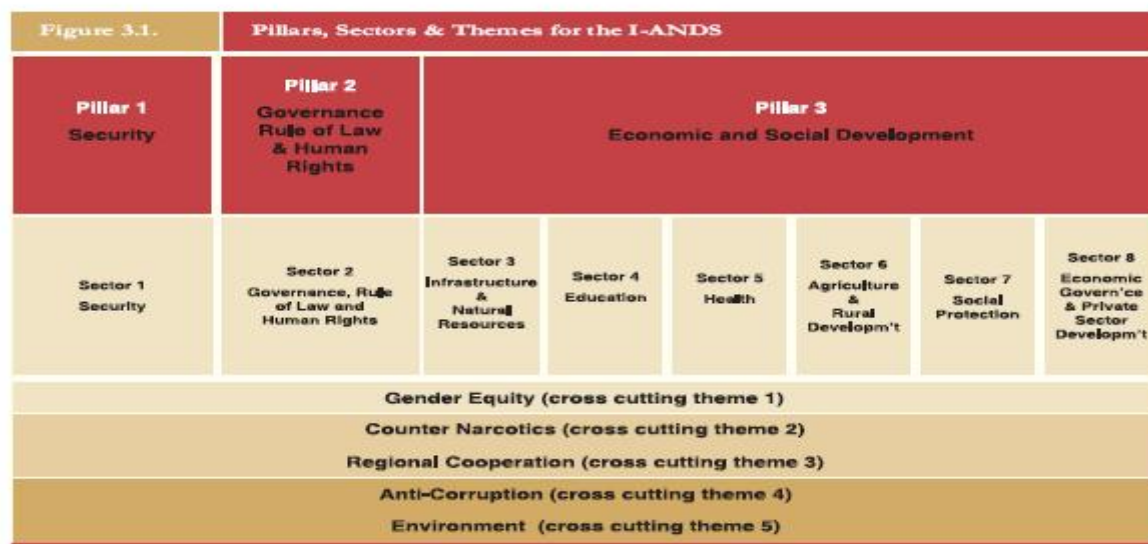 Figure 3.1.
Pillars, Sectors & Themes for the I-ANDS
Pillar 1
Security
Pillar 2
Governance
Rule of Law
& Human
Rights
Pillar 3
Economic and Social Development
Sector 1
Security
Sector 2
Governance, Rule
of Law and
Human Rights
Sector 3
Infrastructure
&
Natural
Resources
Sector 4
Education
Sector 5
Health
Sector 6
Agriculture
&
Rural
Developm't
Sector 7
Social
Protection
Sector 8
Economic
Govern'ce
& Private
Sector
Developm't
Gender Equity (cross cutting theme 1)
Counter Narcotics (cross cutting theme 2)
Regional Cooperation (cross cutting theme 3)
Anti-Corruption (cross cutting theme 4)
Environment (cross cutting theme 5)